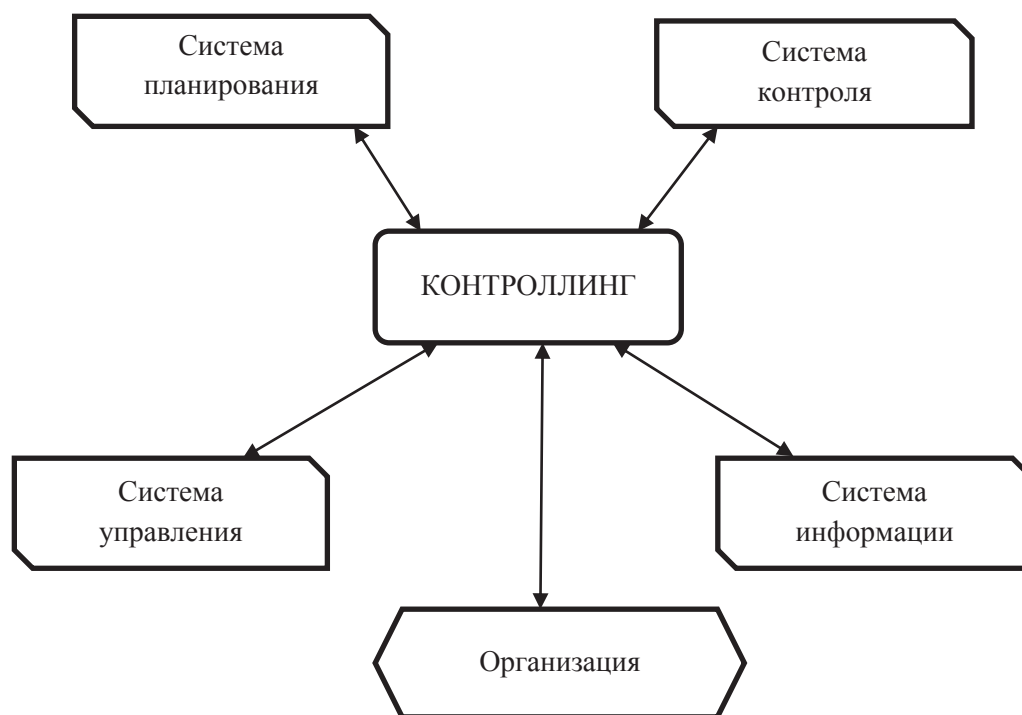 Система
планирования
Система
контроля
КОНТРОЛЛИНГ
Система
управления
Система
информации
Организация